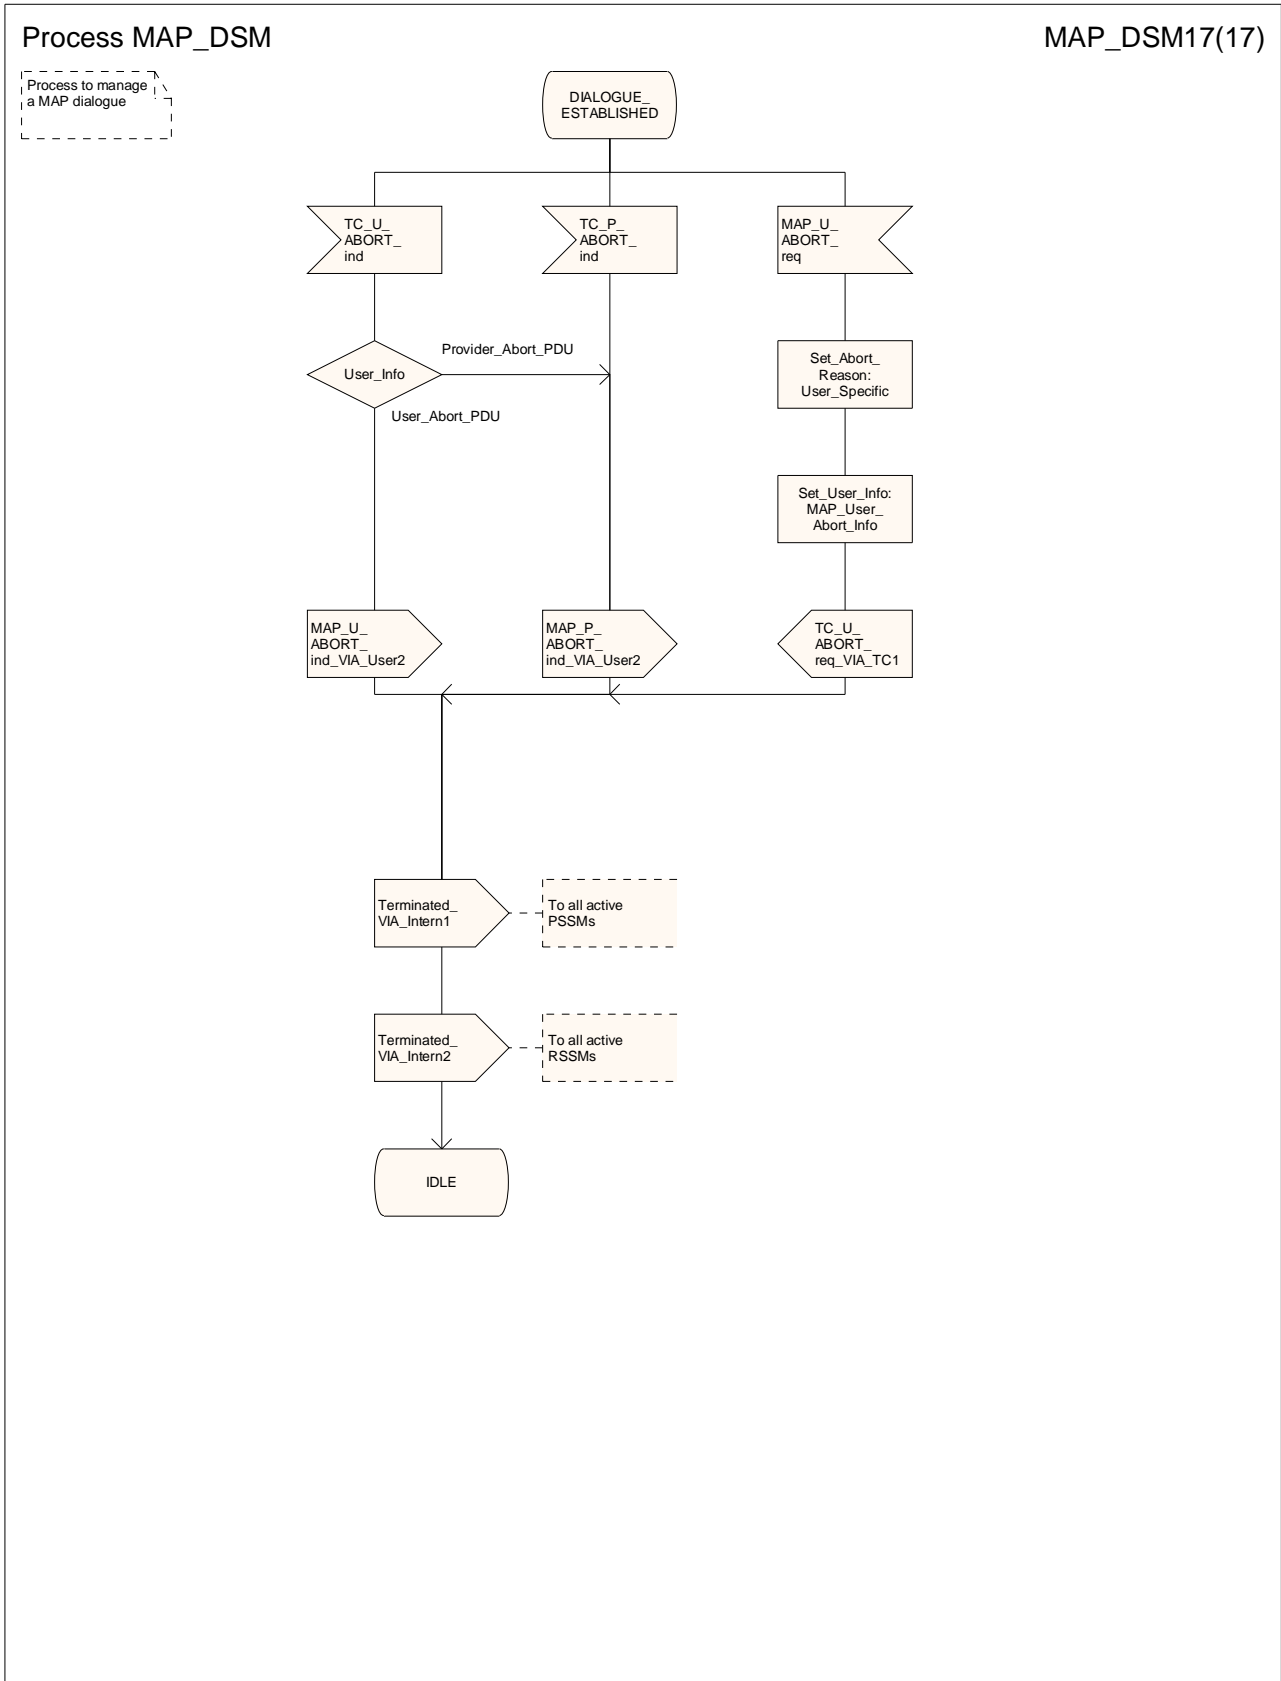 Process MAP_DSM
MAP_DSM17(17)
Process to manage
a MAP dialogue
DIALOGUE_
ESTABLISHED
TC_U_
ABORT_
ind
TC_P_
ABORT_
ind
MAP_U_
ABORT_
req
Provider_Abort_PDU
User_Info
User_Abort_PDU
Set_Abort_
Reason:
User_Specific
Set_User_Info:
MAP_User_
Abort_Info
MAP_U_
ABORT_
ind_VIA_User2
MAP_P_
ABORT_
ind_VIA_User2
TC_U_
ABORT_
req_VIA_TC1
Terminated_
VIA_Intern1
To all active
PSSMs
Terminated_
VIA_Intern2
To all active
RSSMs
IDLE